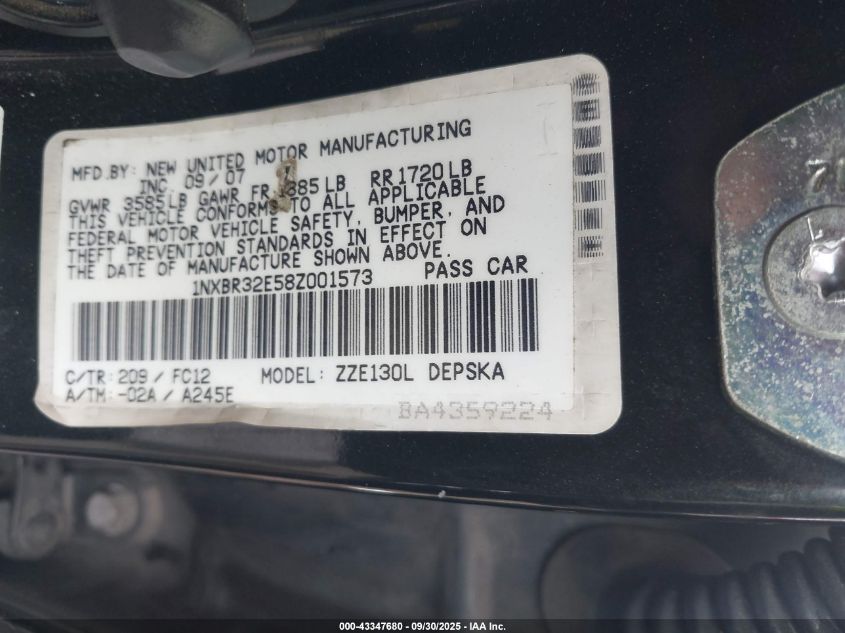 MFD.BY: NEW UNITED MOTOR MANUFACTURING
INC. 09/07
GVWR 3585LB GAWR FR 1885LB RR1720LB
THIS VEHICLE CONFORMS TO ALL APPLICABLE
FEDERAL MOTOR VEHICLE SAFETY, BUMPER, AND
THEFT PREVENTION STANDARDS IN EFFECT ON
THE DATE OF MANUFACTURE SHOWN ABOVE.
1NXBR32E58Z001573 PASS CAR
C/TR: 209 / FC12 MODEL: ZZE130L DEPSKA
A/TM: -02A / A245E
BA4359224
000-43347680 - 09/30/2025 - IAA Inc.